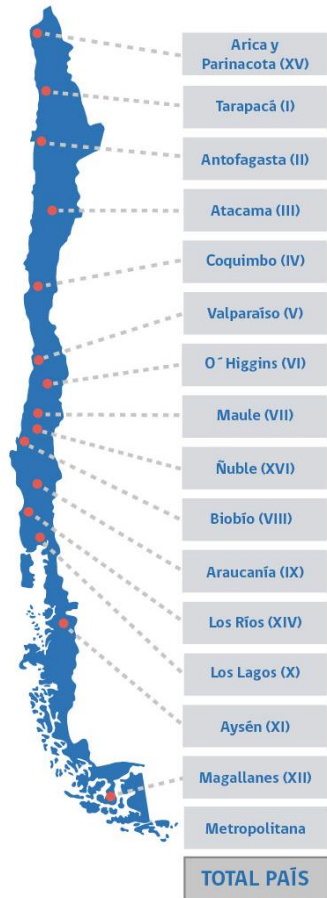 Arica y
Parinacota (XV)
Tarapacá (I)
Antofagasta (II)
Atacama (III)
Coquimbo (IV)
Valparaíso (V)
O´Higgins (VI)
Maule (VII)
Ñuble (XVI)
Biobío (VIII)
Araucanía (IX)
Los Ríos (XIV)
Los Lagos (X)
Aysén (XI)
Magallanes (XII)
Metropolitana
TOTAL PAÍS